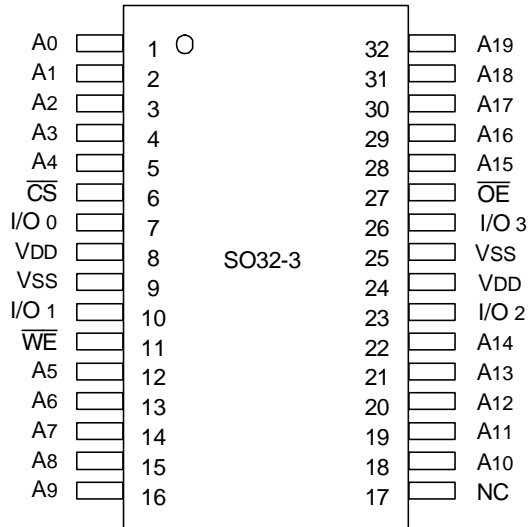 A0 1 32 A19
A1 2 31 A18
A2 3 30 A17
A3 4 29 A16
A4 5 28 A15
C̅S̅ 6 27 O̅E̅
I/O 0 7 26 I/O 3
VDD 8 25 VSS
SO32-3
VSS 9 24 VDD
I/O 1 10 23 I/O 2
W̅E̅ 11 22 A14
A5 12 21 A13
A6 13 20 A12
A7 14 19 A11
A8 15 18 A10
A9 16 17 NC